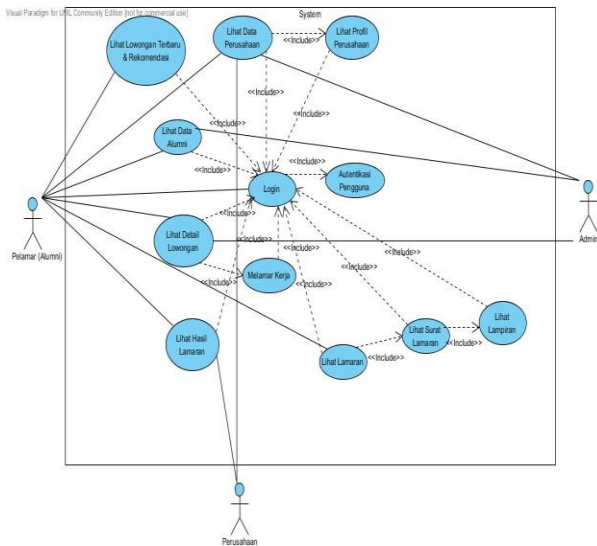 Visual Paradigm for UML Community Edition [not for commercial use]
System
Lihat Lowongan Terbaru
& Rekomendasi
Lihat Data
Perusahaan
<<Include>>
Lihat Profil
Perusahaan
<<Include>>
<<Include>>
<<Include>>
Lihat Data
Alumni
<<Include>>
<<Include>>
Autentikasi
Pengguna
Login
Pelamar (Alumni)
Admin
<<Include>>
Lihat Detail
Lowongan
<<Include>>
<<Include>>
Melamar Kerja
<<Include>>
<<Include>>
<<Include>>
<<Include>>
Lihat Hasil
Lamaran
Lihat Lamaran
<<Include>>
Lihat Surat
Lamaran
<<Include>>
Lihat
Lampiran
Perusahaan